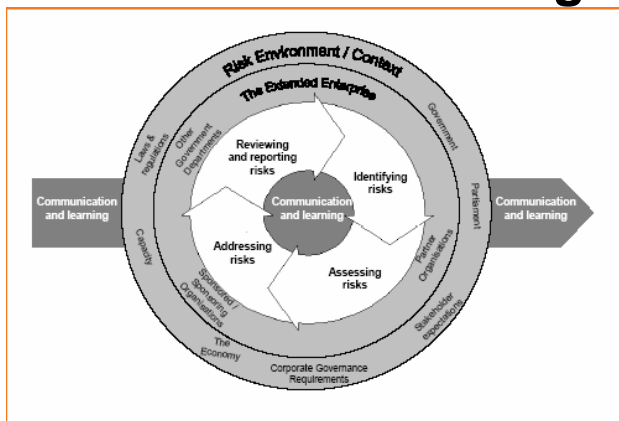 g
Risk Environment / Context
The Extended Enterprise
Laws &
regulations
Other
Government
Departments
Government
Reviewing
and reporting
risks
Identifying
risks
Communication
and learning
Communication
and learning
Parliament
Communication
and learning
Capacity
Addressing
risks
Assessing
risks
Partner
Organisations
Sponsored /
Sponsoring
Organisations
Stakeholder
expectations
The
Economy
Corporate Governance
Requirements